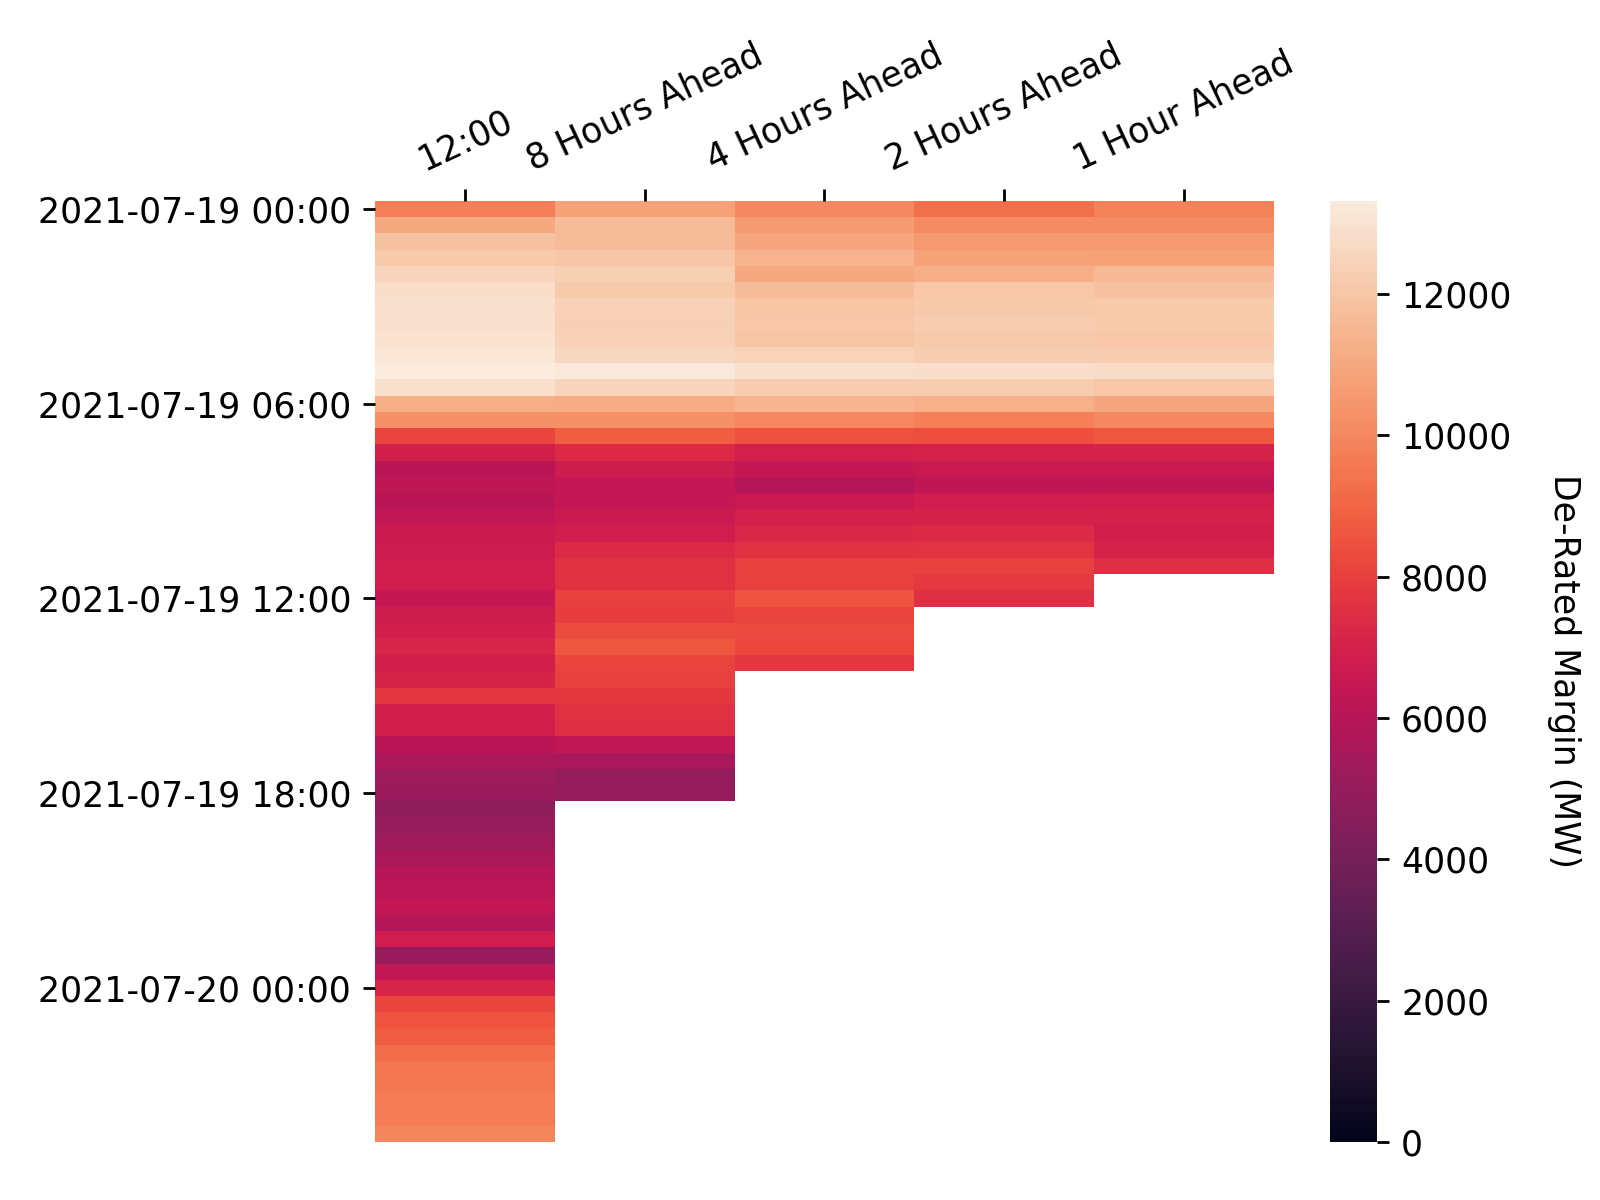 12:00
8 Hours Ahead
4 Hours Ahead
2 Hours Ahead
1 Hour Ahead
2021-07-19 00:00
2021-07-19 06:00
2021-07-19 12:00
2021-07-19 18:00
2021-07-20 00:00
12000
10000
8000
6000
4000
2000
0
De-Rated Margin (MW)